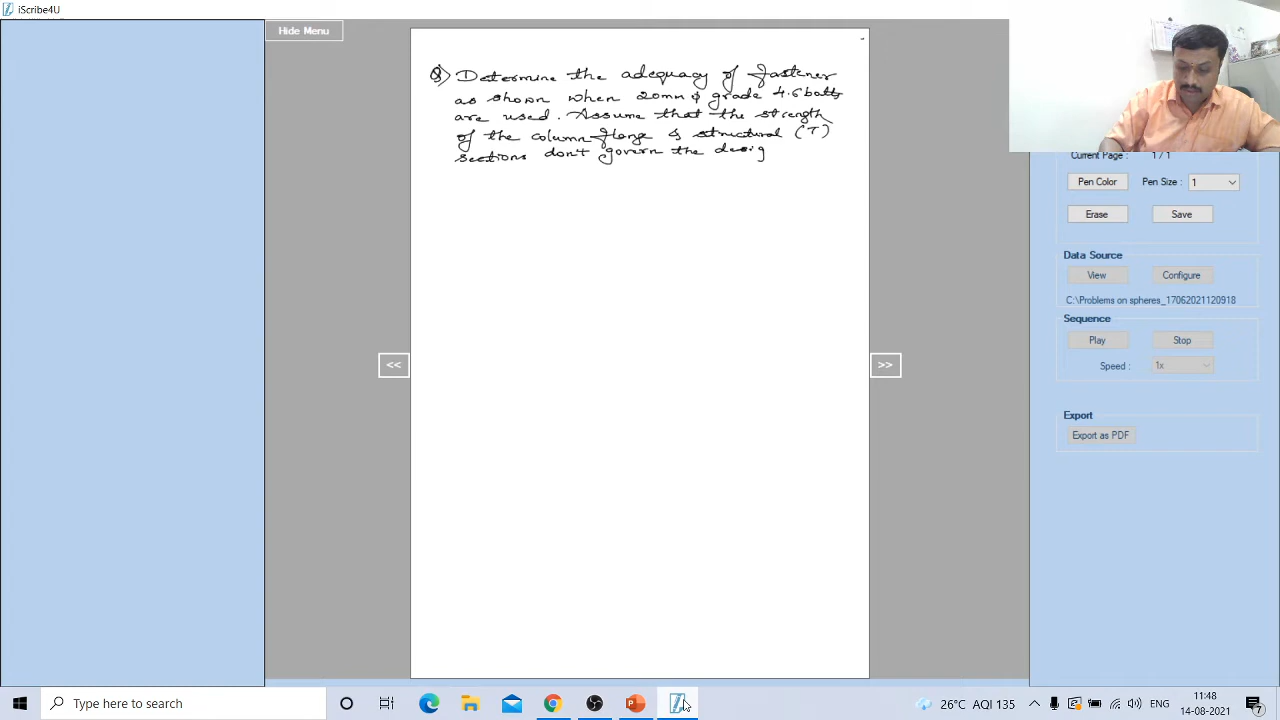 iScribe4U
Hide Menu
Q) Determine the adequacy of fastener
as shown when 20mm φ grade 4.6 bolts
are used. Assume that the strength
of the column flange & structural (T)
sections don't govern the desig
Current Page : 1 / 1
Pen Color Pen Size : 1
Erase Save
Data Source
View Configure
C:\Problems on spheres_17062021120918
Sequence
Play Stop
Speed : 1x
Export
Export as PDF
<< >>
Type here to search
26°C AQI 135 ENG 11:48
14-08-2021
7